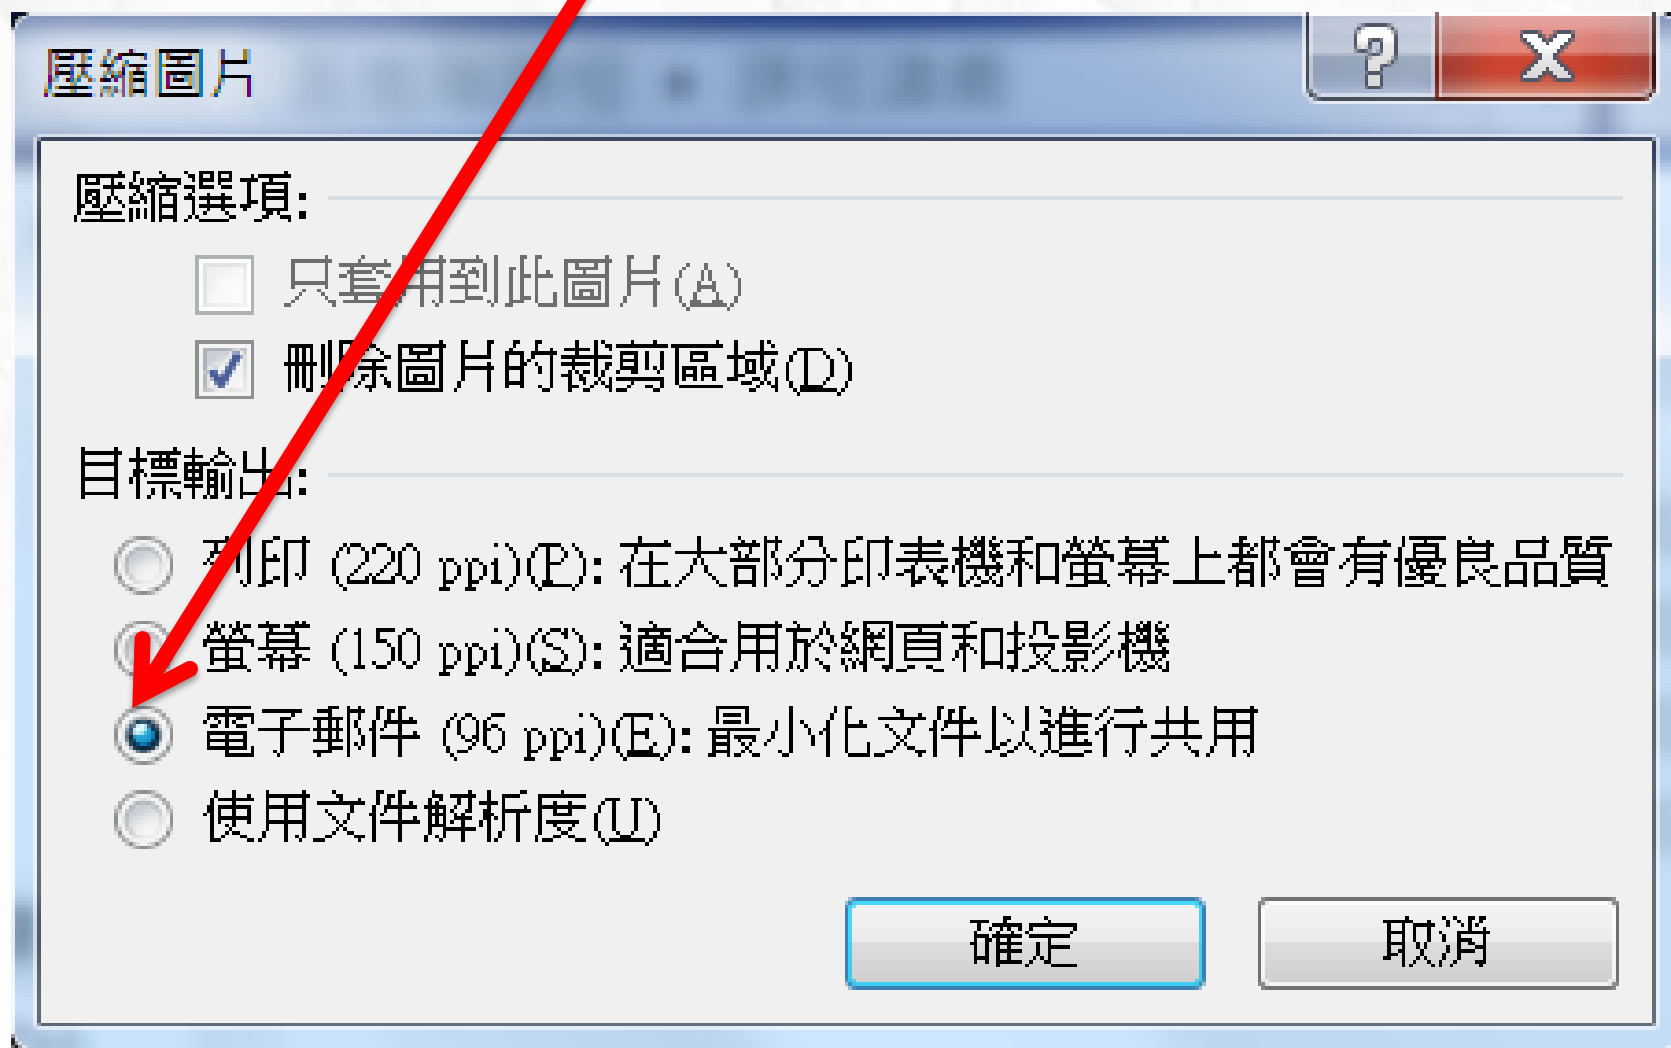 壓縮圖片
壓縮選項:
只套用到此圖片(A)
刪除圖片的裁剪區域(D)
目標輸出:
列印 (220 ppi)(P): 在大部分印表機和螢幕上都會有優良品質
螢幕 (150 ppi)(S): 適合用於網頁和投影機
電子郵件 (96 ppi)(E): 最小化文件以進行共用
使用文件解析度(U)
確定
取消